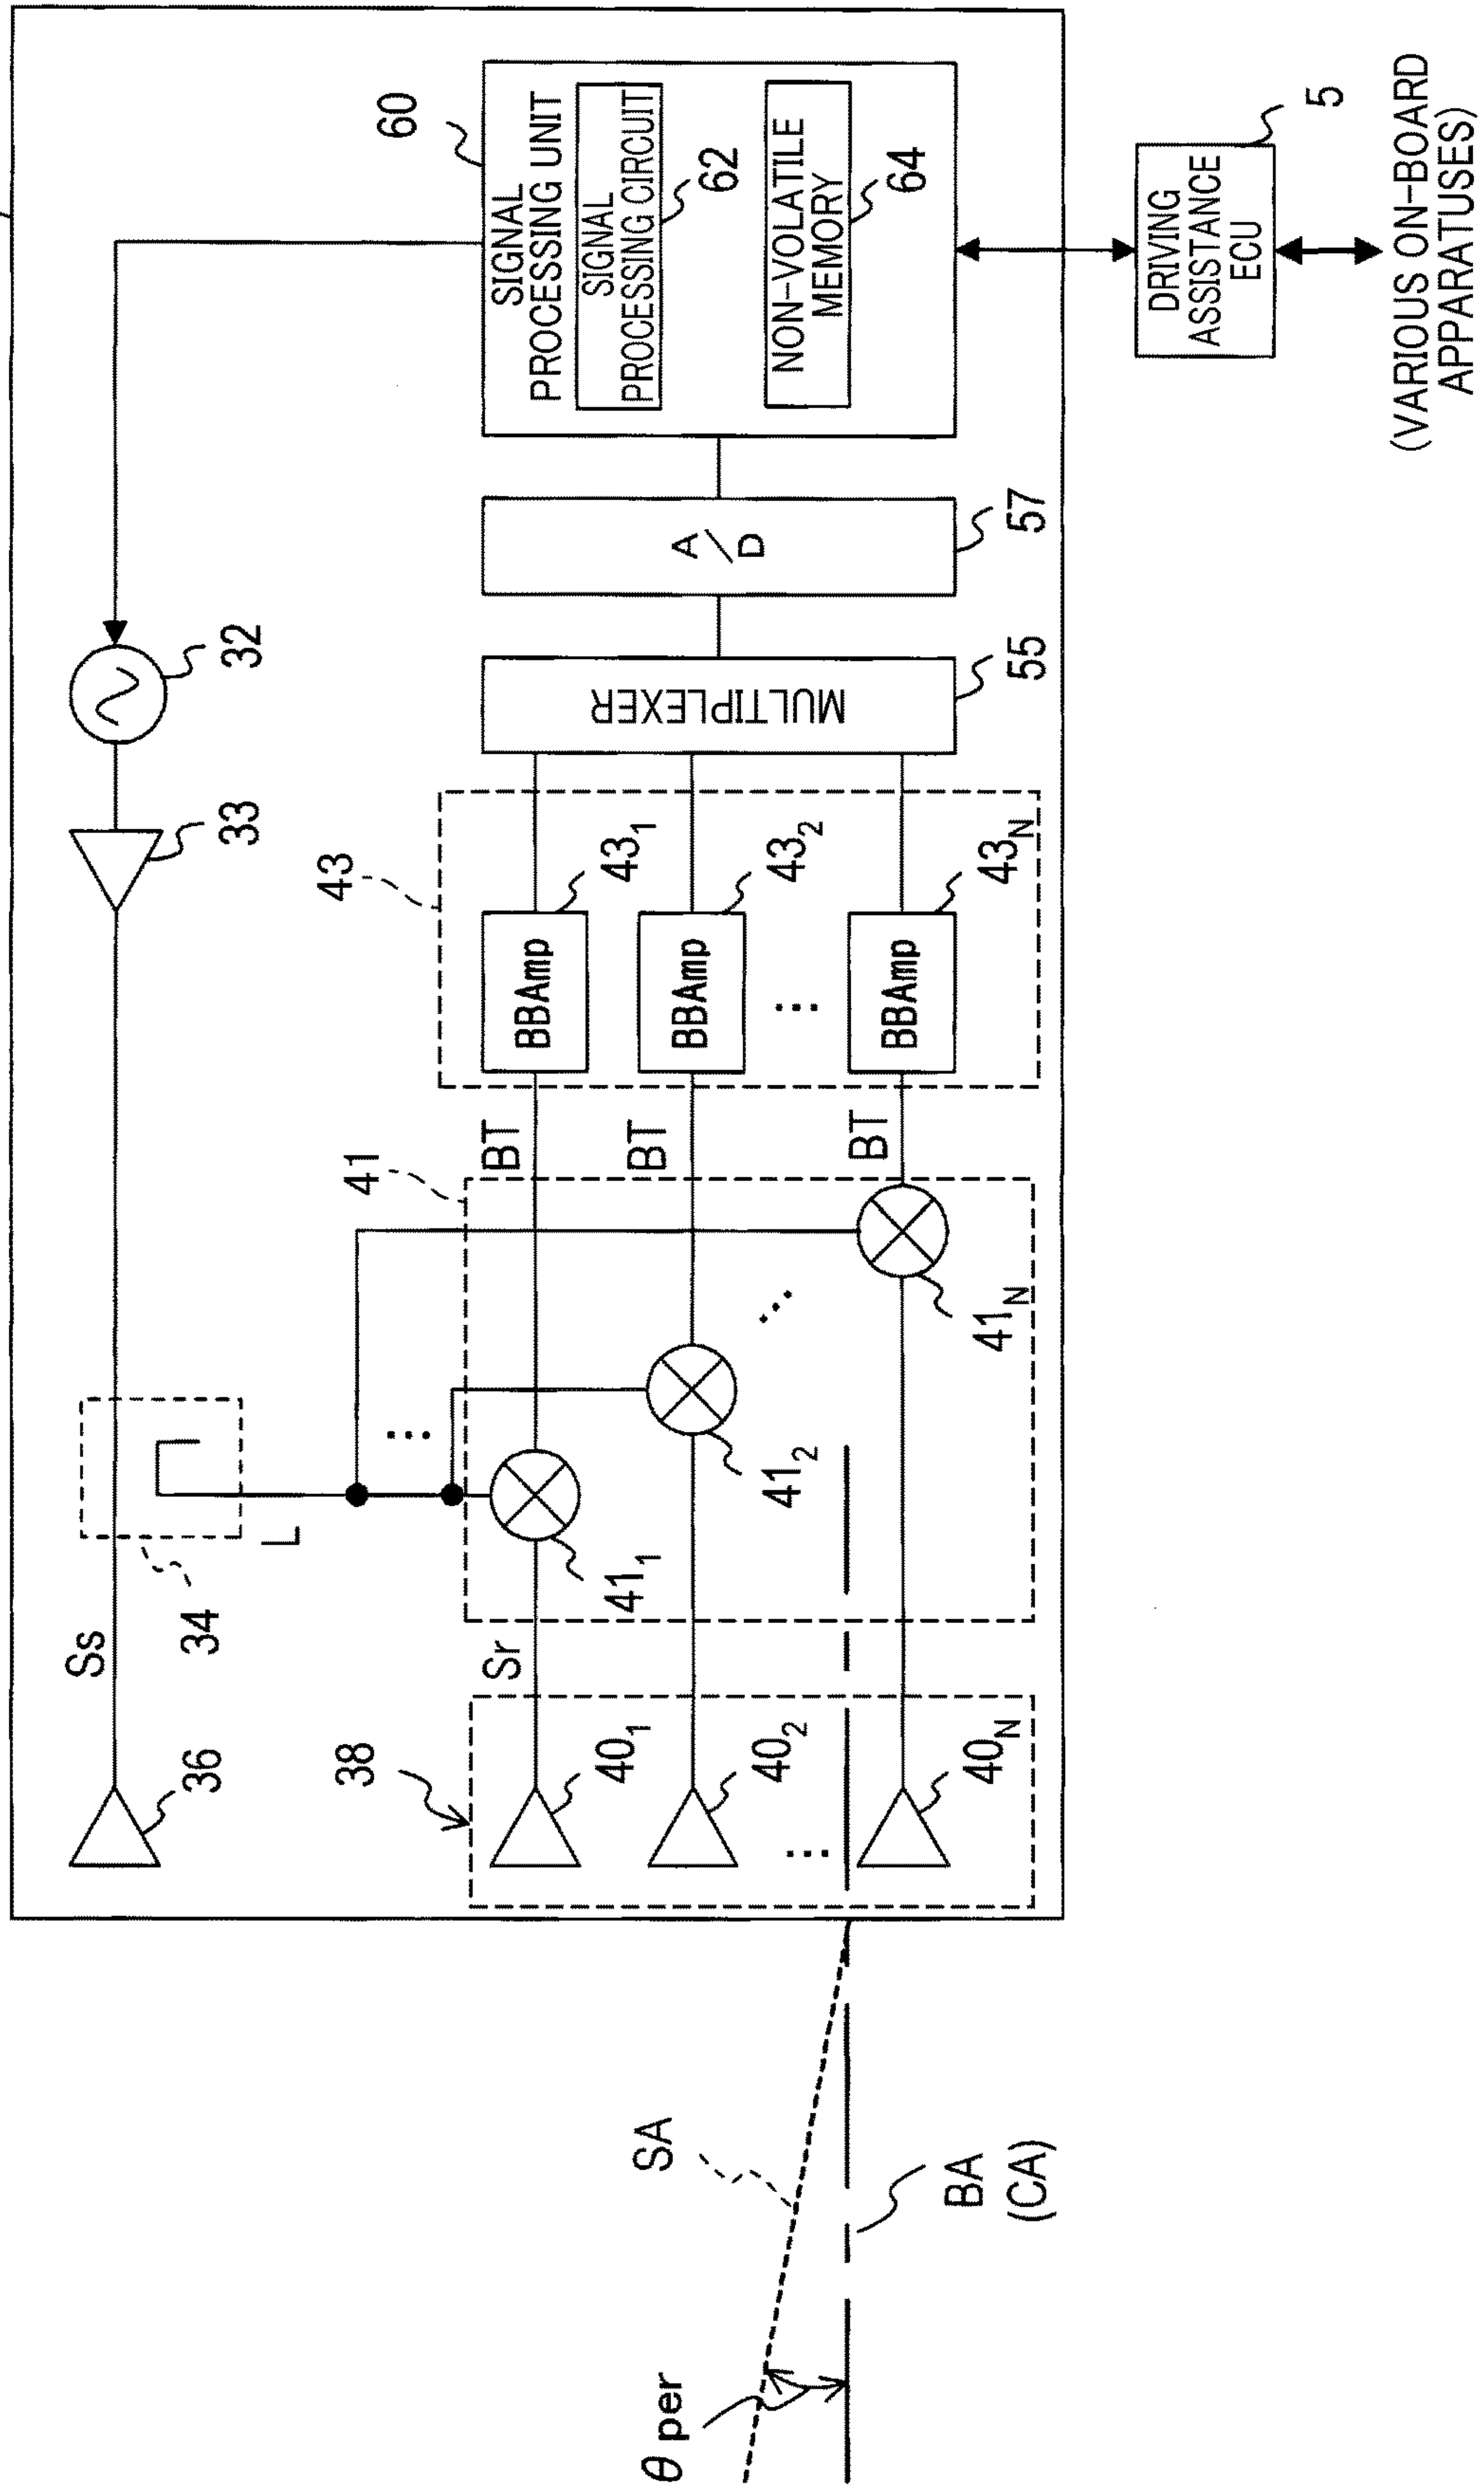 60
SIGNAL
PROCESSING UNIT
SIGNAL
PROCESSING CIRCUIT
62
NON-VOLATILE
MEMORY
64
DRIVING
ASSISTANCE
ECU
5
(VARIOUS ON-BOARD
APPARATUSES)
A/D
57
MULTIPLEXER
55
32
33
43
BBAmp
43₁
BBAmp
43₂
BBAmp
43N
BT
BT
BT
41
41₁
41₂
41N
34
L
Ss
Sr
36
38
40₁
40₂
40N
SA
BA
(CA)
θ per